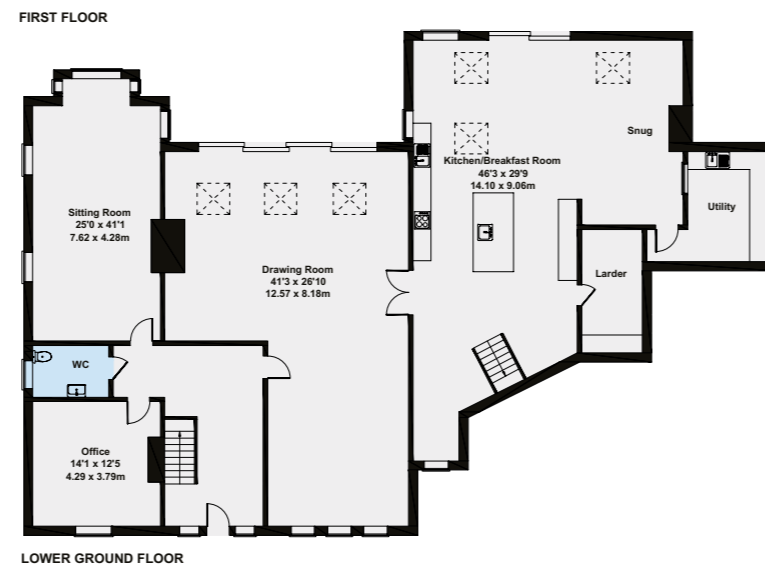 FIRST FLOOR
Snug
Kitchen/Breakfast Room
46'3 x 29'9
14.10 x 9.06m
Utility
Sitting Room
25'0 x 41'1
7.62 x 4.28m
Drawing Room
41'3 x 26'10
12.57 x 8.18m
Larder
WC
Office
14'1 x 12'5
4.29 x 3.79m
LOWER GROUND FLOOR